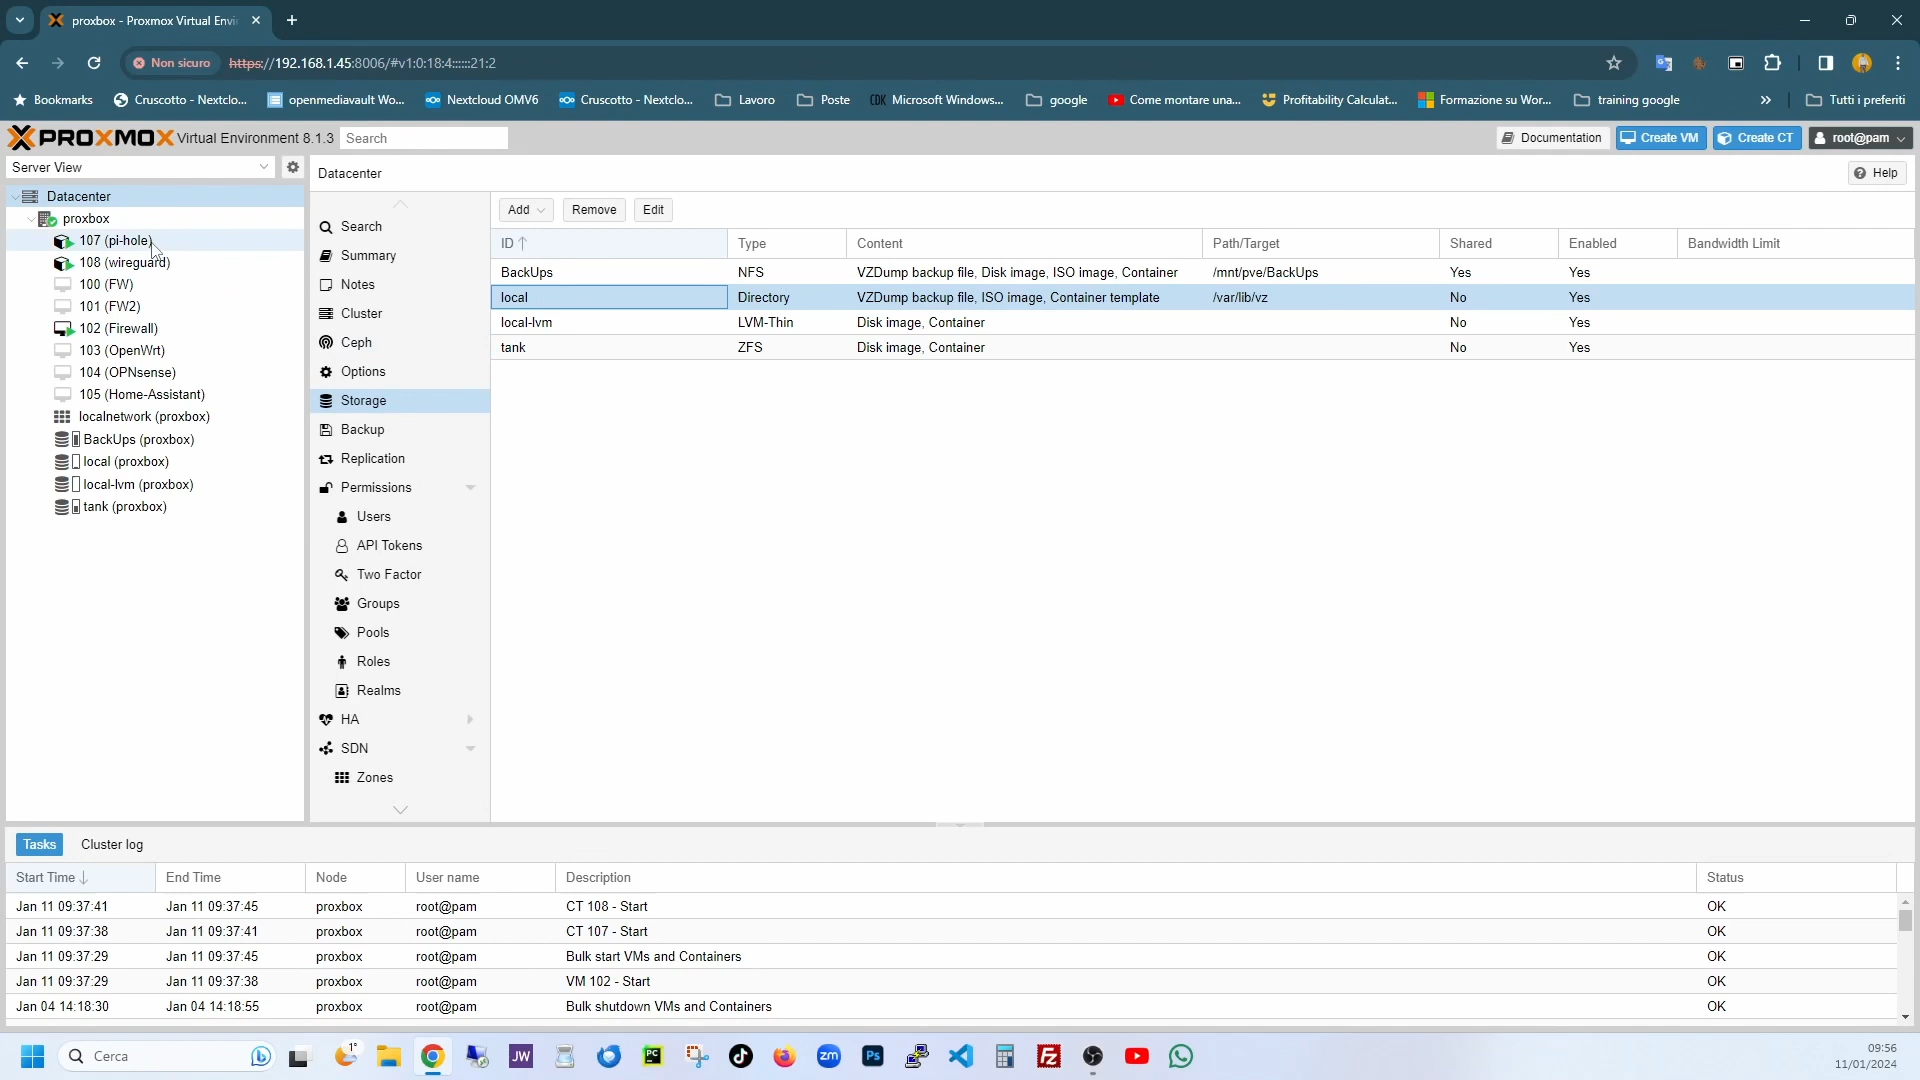 proxbox - Proxmox Virtual Envi
Non sicuro https://192.168.1.45:8006/#v1:0:18:4::::::21:2
Bookmarks Cruscotto - Nextclo... openmediavault Wo... Nextcloud OMV6 Cruscotto - Nextclo... Lavoro Poste CDK Microsoft Windows... google Come montare una... Profitability Calculat... Formazione su Wor... training google » Tutti i preferiti
PROXMOX Virtual Environment 8.1.3 Search Documentation Create VM Create CT root@pam
Server View
Datacenter
proxbox
107 (pi-hole)
108 (wireguard)
100 (FW)
101 (FW2)
102 (Firewall)
103 (OpenWrt)
104 (OPNsense)
105 (Home-Assistant)
localnetwork (proxbox)
BackUps (proxbox)
local (proxbox)
local-lvm (proxbox)
tank (proxbox)
Datacenter Help
Search
Summary
Notes
Cluster
Ceph
Options
Storage
Backup
Replication
Permissions
Users
API Tokens
Two Factor
Groups
Pools
Roles
Realms
HA
SDN
Zones
Add Remove Edit
ID Type Content Path/Target Shared Enabled Bandwidth Limit
BackUps NFS VZDump backup file, Disk image, ISO image, Container /mnt/pve/BackUps Yes Yes
local Directory VZDump backup file, ISO image, Container template /var/lib/vz No Yes
local-lvm LVM-Thin Disk image, Container No Yes
tank ZFS Disk image, Container No Yes
Tasks Cluster log
Start Time End Time Node User name Description Status
Jan 11 09:37:41 Jan 11 09:37:45 proxbox root@pam CT 108 - Start OK
Jan 11 09:37:38 Jan 11 09:37:41 proxbox root@pam CT 107 - Start OK
Jan 11 09:37:29 Jan 11 09:37:45 proxbox root@pam Bulk start VMs and Containers OK
Jan 11 09:37:29 Jan 11 09:37:38 proxbox root@pam VM 102 - Start OK
Jan 04 14:18:30 Jan 04 14:18:55 proxbox root@pam Bulk shutdown VMs and Containers OK
Cerca 1° JW PC zm Ps FZ 09:56
11/01/2024